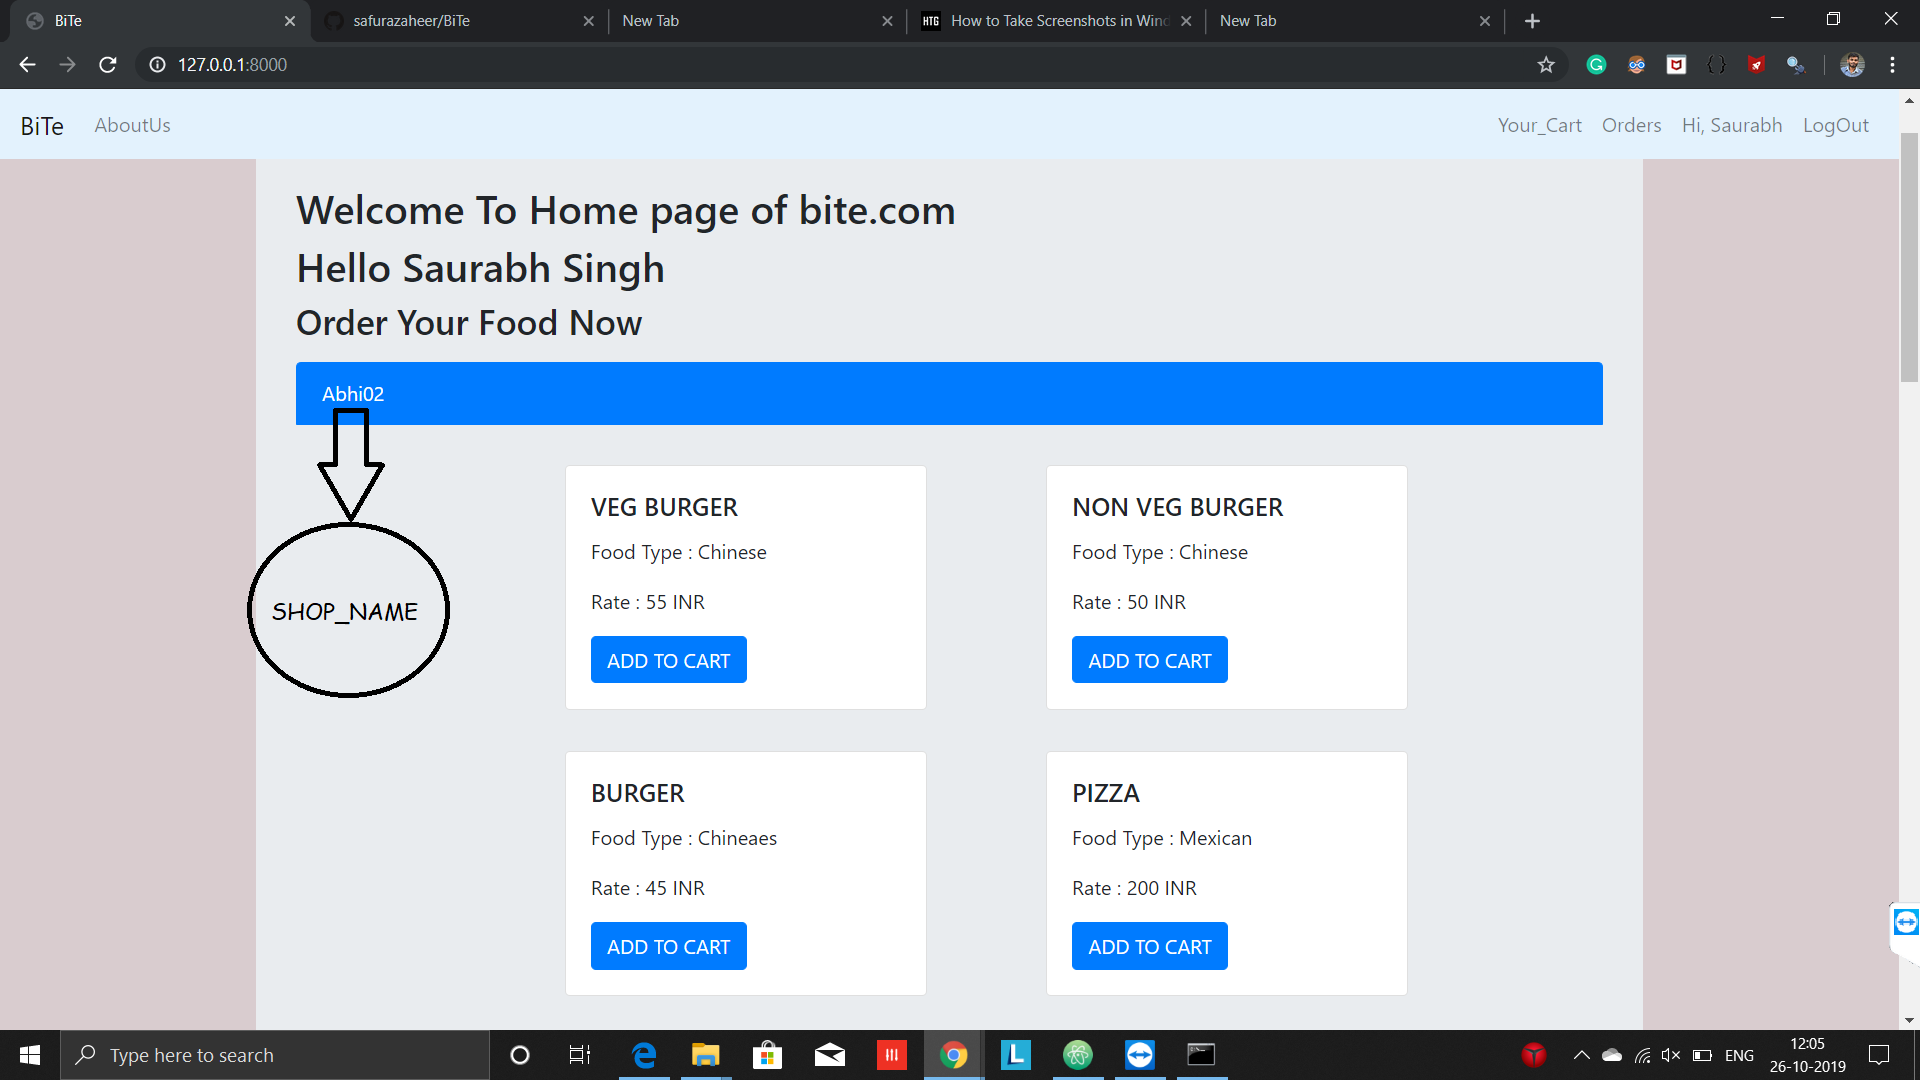 BiTe
safurazaheer/BiTe
New Tab
HTG How to Take Screenshots in Wind
New Tab
127.0.0.1:8000
BiTe AboutUs Your_Cart Orders Hi, Saurabh LogOut
Welcome To Home page of bite.com
Hello Saurabh Singh
Order Your Food Now
Abhi02
SHOP_NAME
VEG BURGER
Food Type : Chinese
Rate : 55 INR
ADD TO CART
NON VEG BURGER
Food Type : Chinese
Rate : 50 INR
ADD TO CART
BURGER
Food Type : Chineaes
Rate : 45 INR
ADD TO CART
PIZZA
Food Type : Mexican
Rate : 200 INR
ADD TO CART
Type here to search
ENG
12:05
26-10-2019